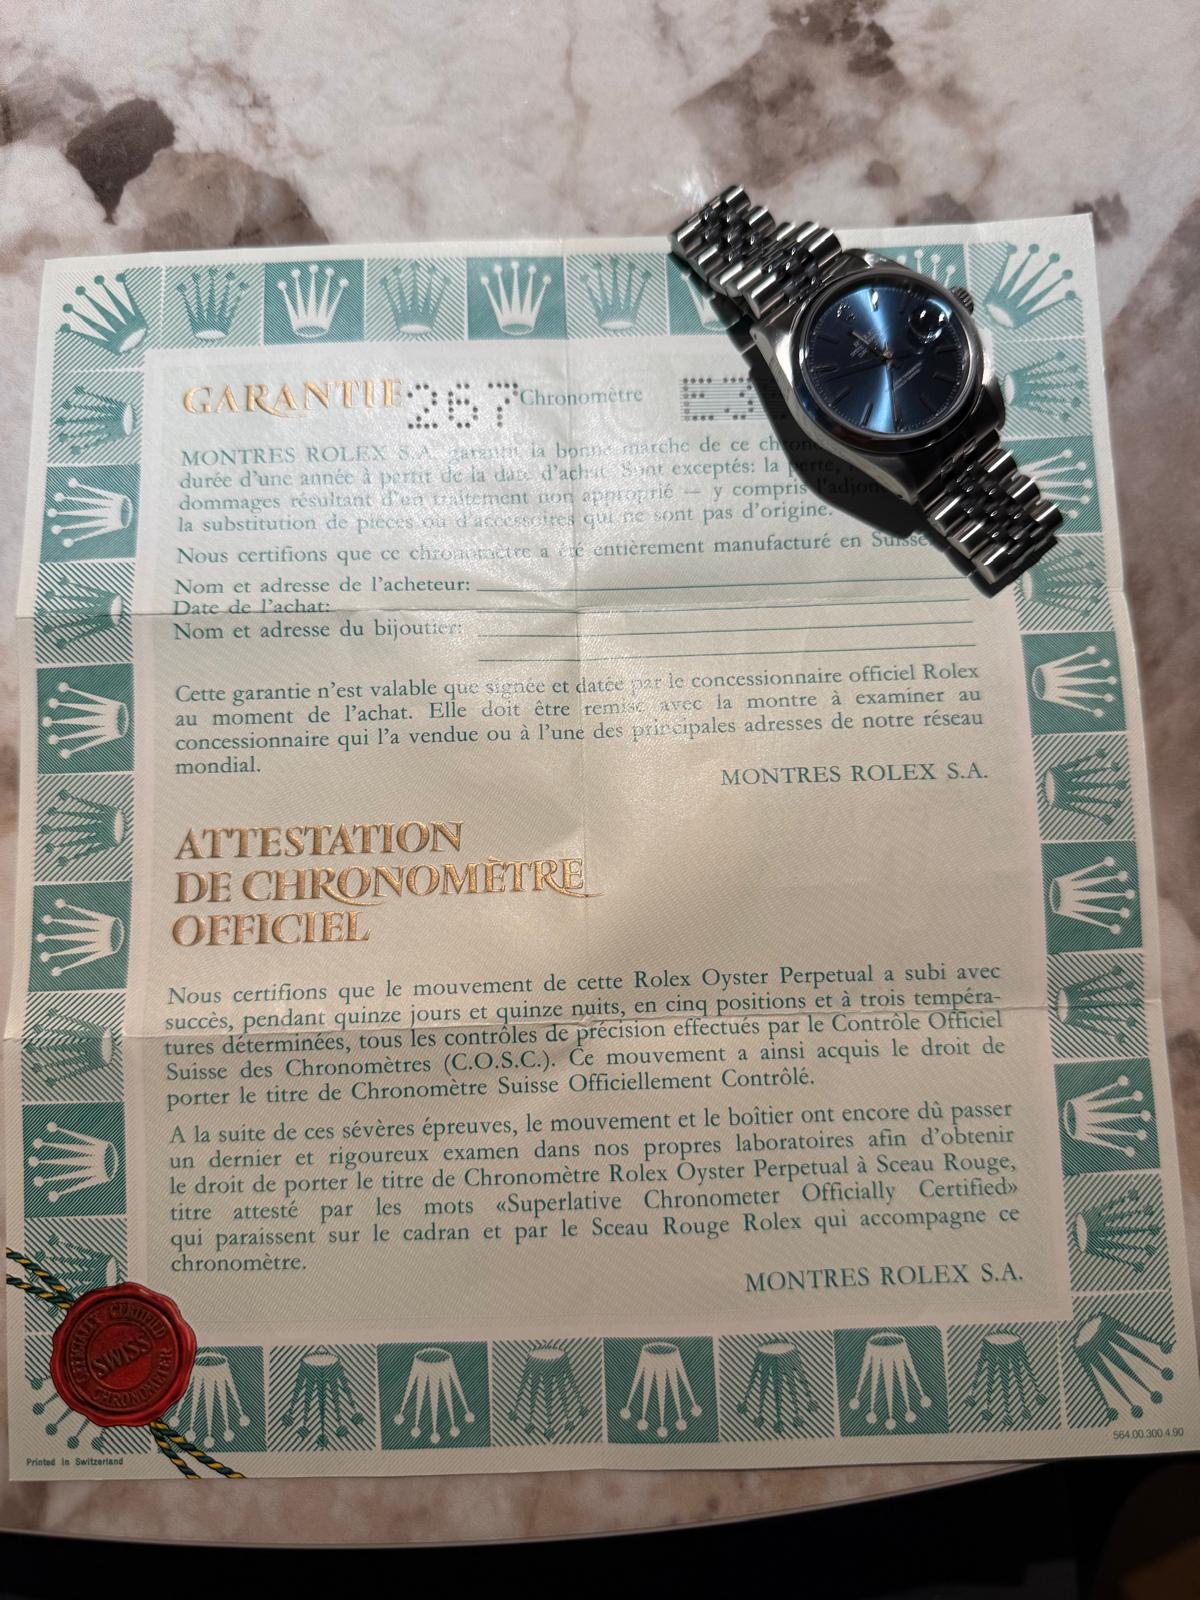 GARANTIE 267 Chronomètre E3
MONTRES ROLEX S.A. garantit la bonne marche de ce
durée d'une année à partir de la date d'achat. Sont exceptés: la perte,
dommages résultant d'un traitement non approprié — y compris l'adjon
la substitution de pièces ou d'accessoires qui ne sont pas d'origine.
Nous certifions que ce chronomètre a été entièrement manufacturé en Suisse
Nom et adresse de l'acheteur:
Date de l'achat:
Nom et adresse du bijoutier:
Cette garantie n'est valable que signée et datée par le concessionnaire officiel Rolex
au moment de l'achat. Elle doit être remise avec la montre à examiner au
concessionnaire qui l'a vendue ou à l'une des principales adresses de notre réseau
mondial.
MONTRES ROLEX S.A.
ATTESTATION
DE CHRONOMÈTRE
OFFICIEL
Nous certifions que le mouvement de cette Rolex Oyster Perpetual a subi avec
succès, pendant quinze jours et quinze nuits, en cinq positions et à trois tempéra-
tures déterminées, tous les contrôles de précision effectués par le Contrôle Officiel
Suisse des Chronomètres (C.O.S.C.). Ce mouvement a ainsi acquis le droit de
porter le titre de Chronomètre Suisse Officiellement Contrôlé.
A la suite de ces sévères épreuves, le mouvement et le boîtier ont encore dû passer
un dernier et rigoureux examen dans nos propres laboratoires afin d'obtenir
le droit de porter le titre de Chronomètre Rolex Oyster Perpetual à Sceau Rouge,
titre attesté par les mots «Superlative Chronometer Officially Certified»
qui paraissent sur le cadran et par le Sceau Rouge Rolex qui accompagne ce
chronomètre.
MONTRES ROLEX S.A.
OFFICIALLY CERTIFIED
SWISS
CHRONOMETER
Printed in Switzerland
564.00.300.4.90